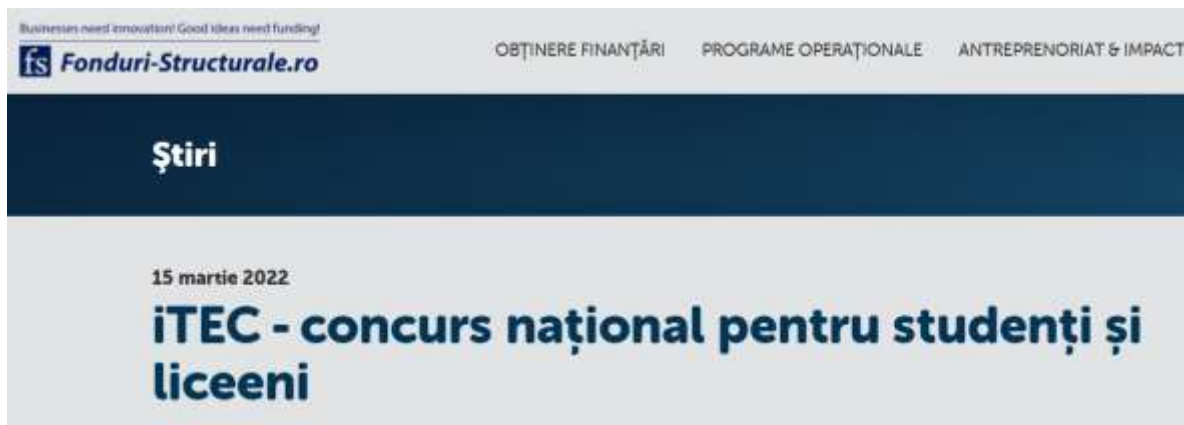 Businesses need innovation! Good ideas need funding!
fs Fonduri-Structurale.ro
OBȚINERE FINANȚĂRI PROGRAME OPERAȚIONALE ANTREPRENORIAT & IMPACT
Știri
15 martie 2022
iTEC - concurs național pentru studenți și
liceeni